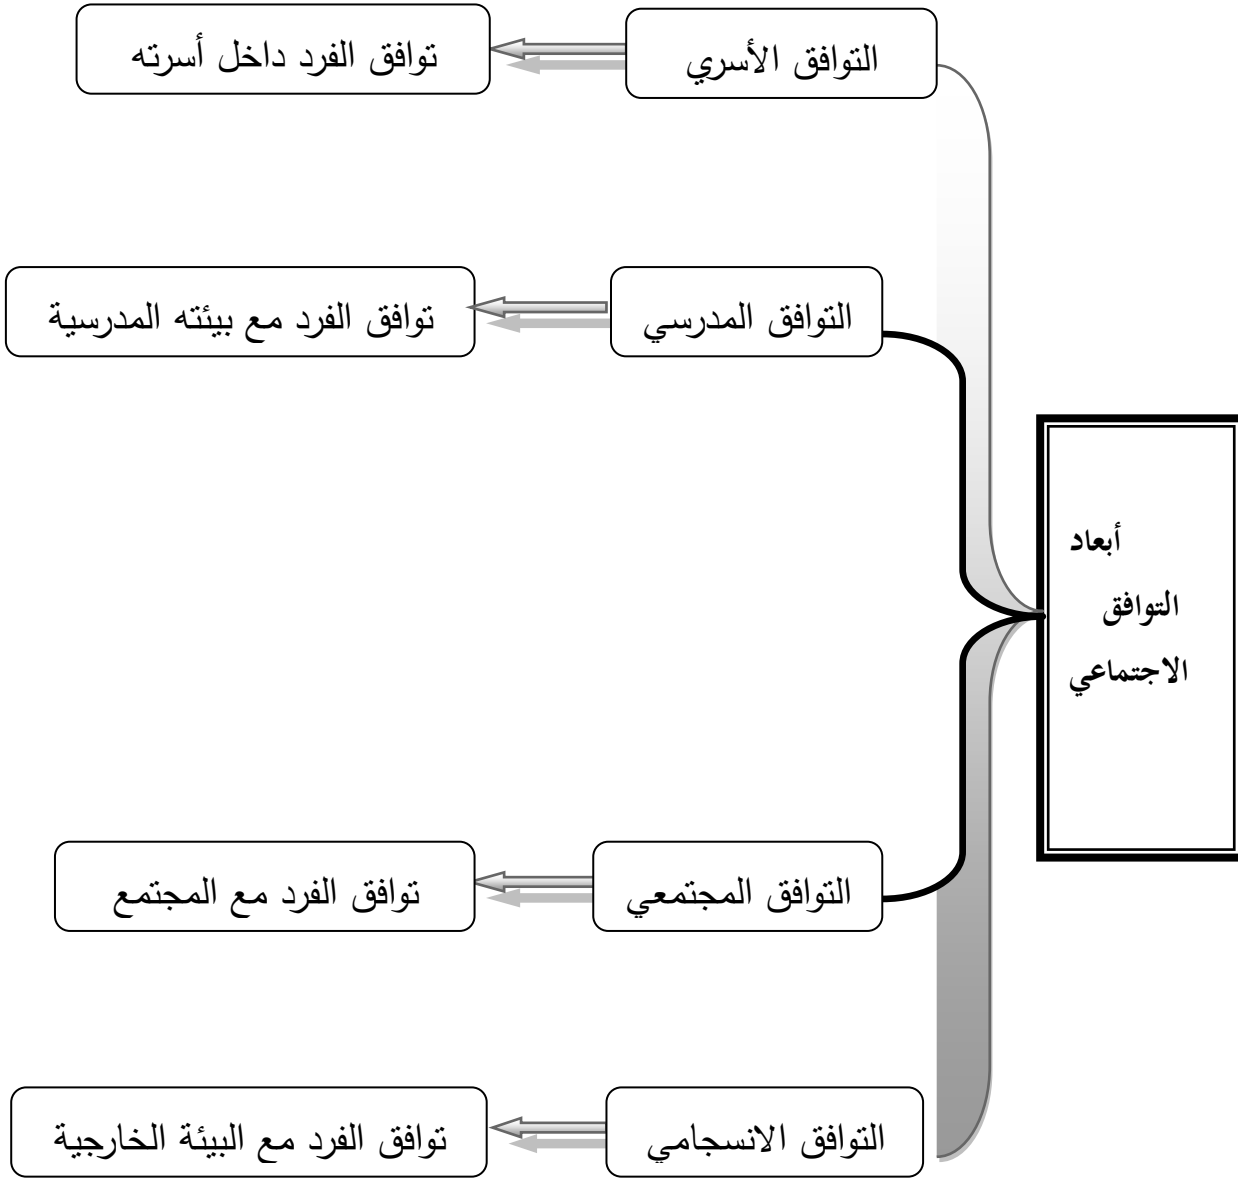 أبعاد
التوافق
الاجتماعي
التوافق الأسري
توافق الفرد داخل أسرته
التوافق المدرسي
توافق الفرد مع بيئته المدرسية
التوافق المجتمعي
توافق الفرد مع المجتمع
التوافق الانسجامي
توافق الفرد مع البيئة الخارجية